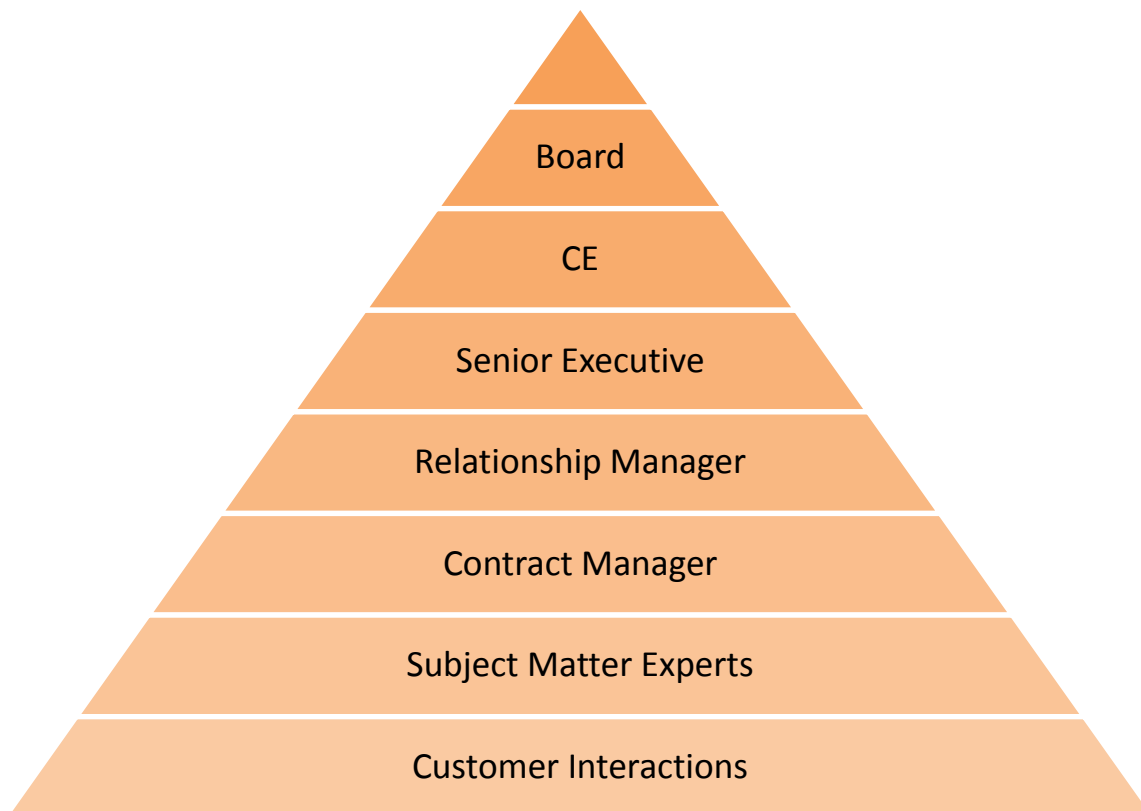 Board
CE
Senior Executive
Relationship Manager
Contract Manager
Subject Matter Experts
Customer Interactions